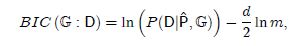 BIC (𝔾 : D) = ln (P(D|P̂, 𝔾)) − d/2 ln m,